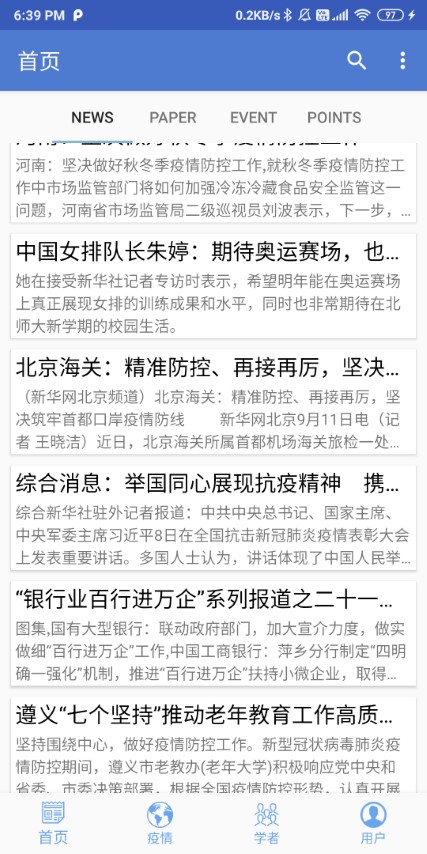 6:39 PM
0.2KB/s
97
首页
NEWS
PAPER
EVENT
POINTS
河南：坚决做好秋冬季疫情防控工作,就秋冬季疫情防控工
作中市场监管部门将如何加强冷冻冷藏食品安全监管这一
问题，河南省市场监管局二级巡视员刘波表示，下一步，...
中国女排队长朱婷：期待奥运赛场，也...
她在接受新华社记者专访时表示，希望明年能在奥运赛场
上真正展现女排的训练成果和水平，同时也非常期待在北
师大新学期的校园生活。
北京海关：精准防控、再接再厉，坚决...
（新华网北京频道）北京海关：精准防控、再接再厉，坚
决筑牢首都口岸疫情防线　　新华网北京9月11日电（记
者 王晓洁）近日，北京海关所属首都机场海关旅检一处...
综合消息：举国同心展现抗疫精神　携...
综合新华社驻外记者报道：中共中央总书记、国家主席、
中央军委主席习近平8日在全国抗击新冠肺炎疫情表彰大会
上发表重要讲话。多国人士认为，讲话体现了中国人民举...
“银行业百行进万企”系列报道之二十一...
图集,国有大型银行：联动政府部门，加大宣介力度，做实
做细“百行进万企”工作,中国工商银行：萍乡分行制定“四明
确一强化”机制，推进“百行进万企”扶持小微企业，取得...
遵义“七个坚持”推动老年教育工作高质...
坚持围绕中心，做好疫情防控工作。新型冠状病毒肺炎疫
情防控期间，遵义市老教办(老年大学)积极响应党中央和
省委、市委决策部署，根据全国疫情防控形势，认真开展
首页
疫情
学者
用户